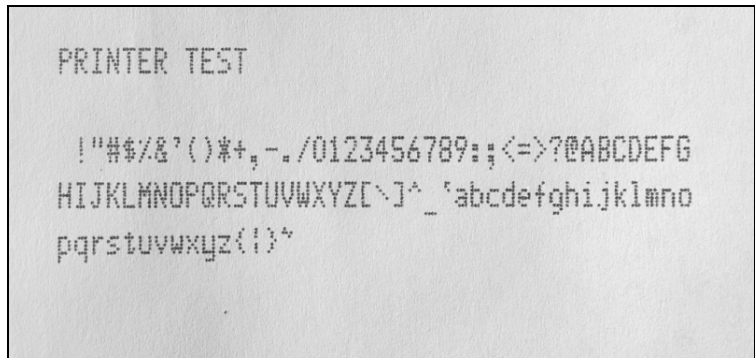 PRINTER TEST
!"#$%&'()*+,-./0123456789:;<=>?@ABCDEFG
HIJKLMNOPQRSTUVWXYZ[\]^_`abcdefghijklmno
pqrstuvwxyz{|}~